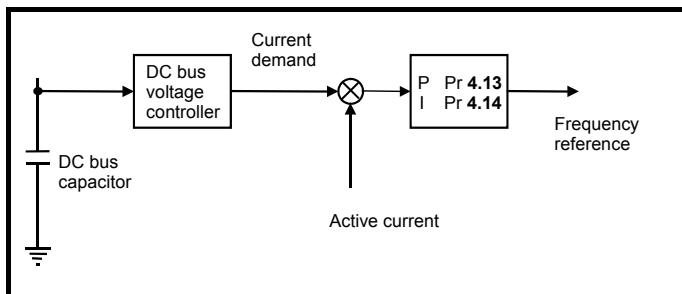 Current
demand
DC bus
voltage
controller
P Pr 4.13
I Pr 4.14
Frequency
reference
DC bus
capacitor
Active current